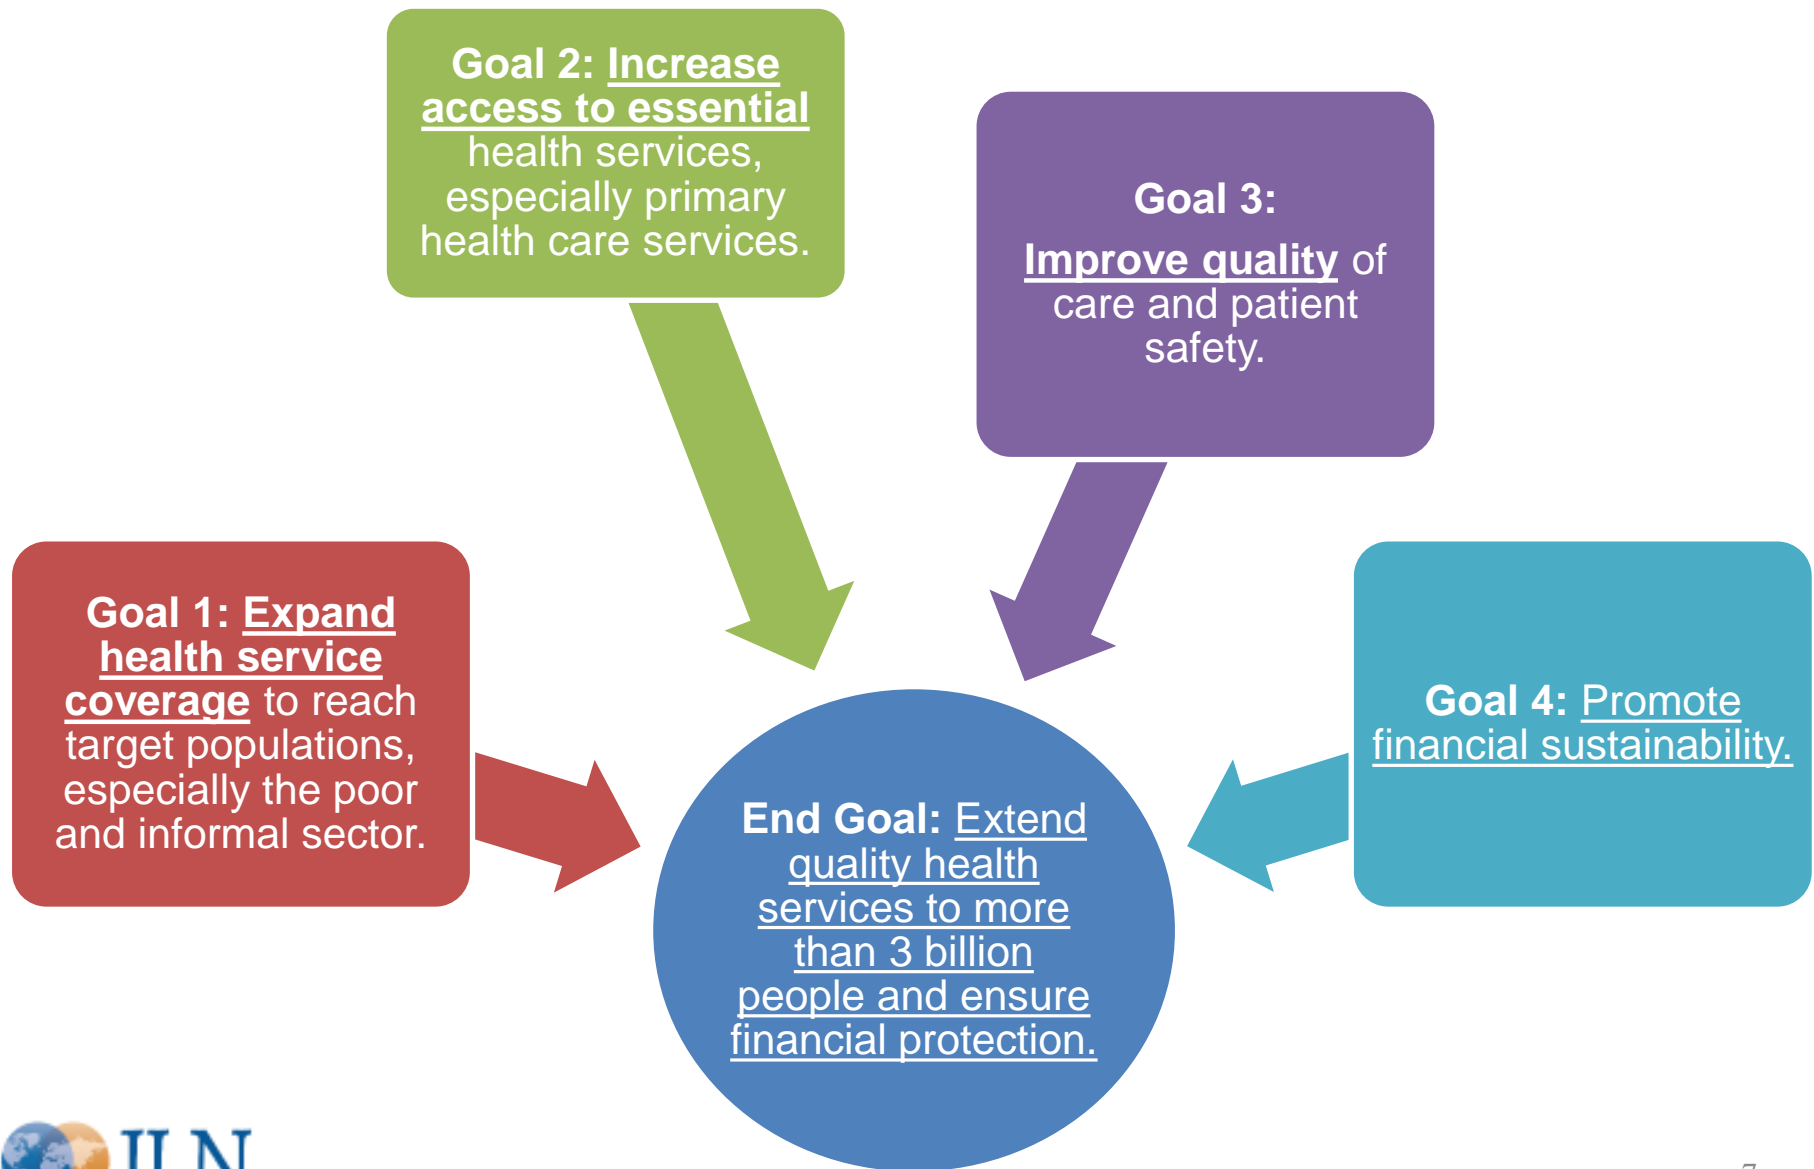 Goal 2: Increase
access to essential
health services,
especially primary
health care services.
Goal 3:
Improve quality of
care and patient
safety.
Goal 1: Expand
health service
coverage to reach
target populations,
especially the poor
and informal sector.
Goal 4: Promote
financial sustainability.
End Goal: Extend
quality health
services to more
than 3 billion
people and ensure
financial protection.
JLN
7